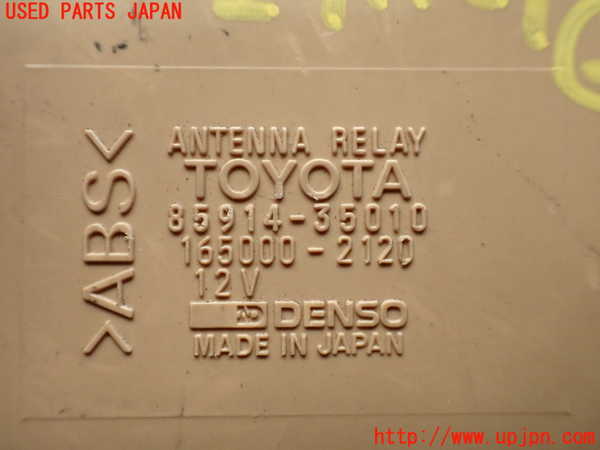 USED PARTS JAPAN
ANTENNA RELAY
TOYOTA
85914-35010
165000-2120
12V
ND DENSO
MADE IN JAPAN
>ABS<
http://www.upjpn.com/